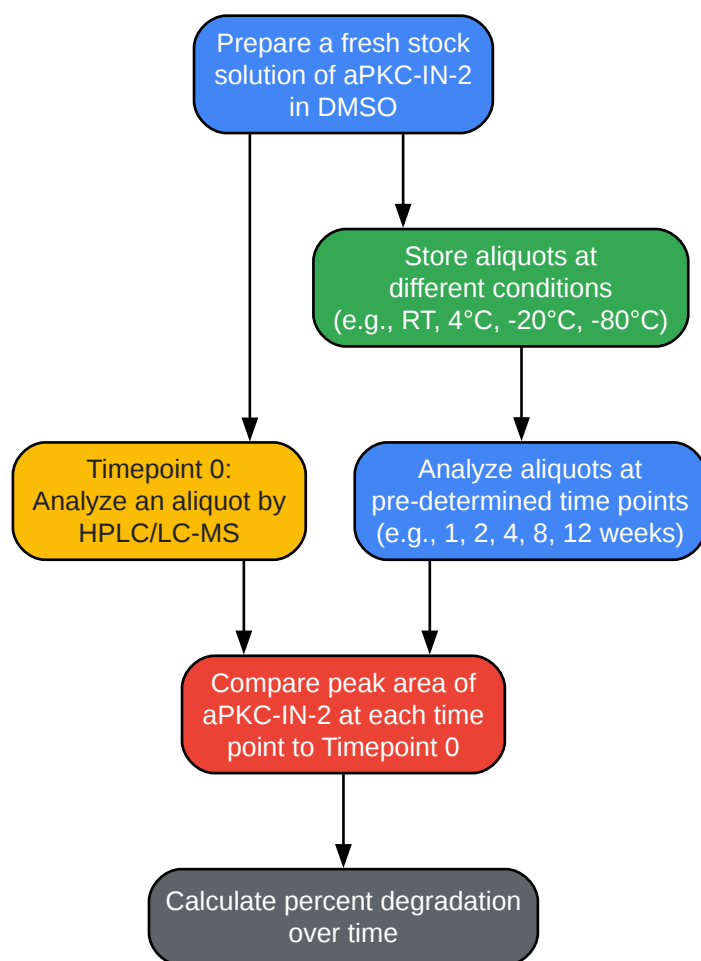 Prepare a fresh stock
solution of aPKC-IN-2
in DMSO
Store aliquots at
different conditions
(e.g., RT, 4°C, -20°C, -80°C)
Timepoint 0:
Analyze an aliquot by
HPLC/LC-MS
Analyze aliquots at
pre-determined time points
(e.g., 1, 2, 4, 8, 12 weeks)
Compare peak area of
aPKC-IN-2 at each time
point to Timepoint 0
Calculate percent degradation
over time